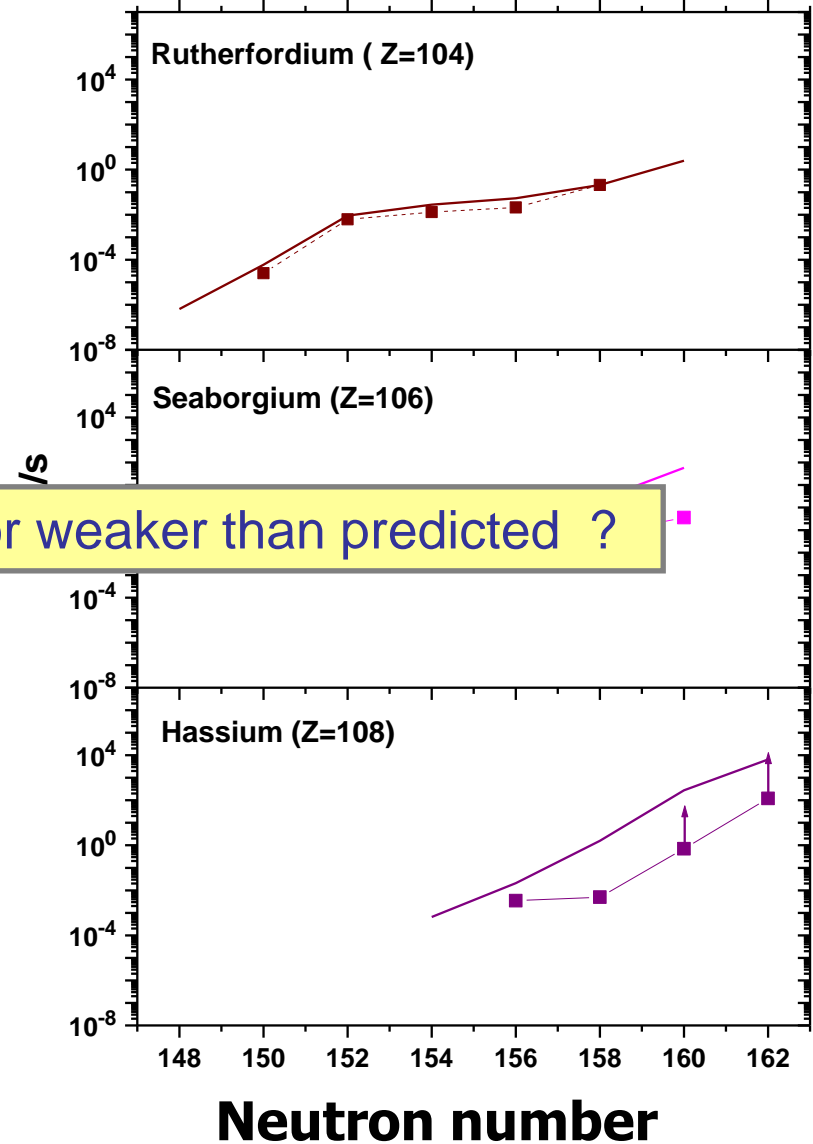 Rutherfordium ( Z=104)
10^4
10^0
10^-4
10^-8
Seaborgium (Z=106)
10^4
/s
or weaker than predicted ?
10^-4
10^-8
Hassium (Z=108)
10^4
10^0
10^-4
10^-8
148 150 152 154 156 158 160 162
Neutron number